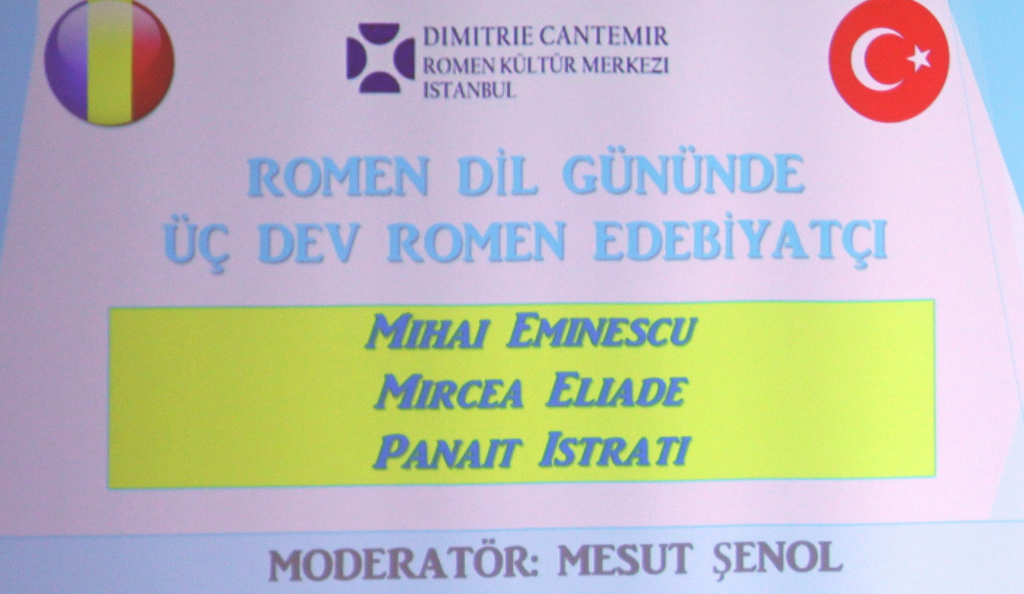 DIMITRIE CANTEMIR
ROMEN KÜLTÜR MERKEZI
ISTANBUL
ROMEN DİL GÜNÜNDE
ÜÇ DEV ROMEN EDEBİYATÇI
MIHAI EMINESCU
MIRCEA ELIADE
PANAIT ISTRATI
MODERATÖR: MESUT ŞENOL